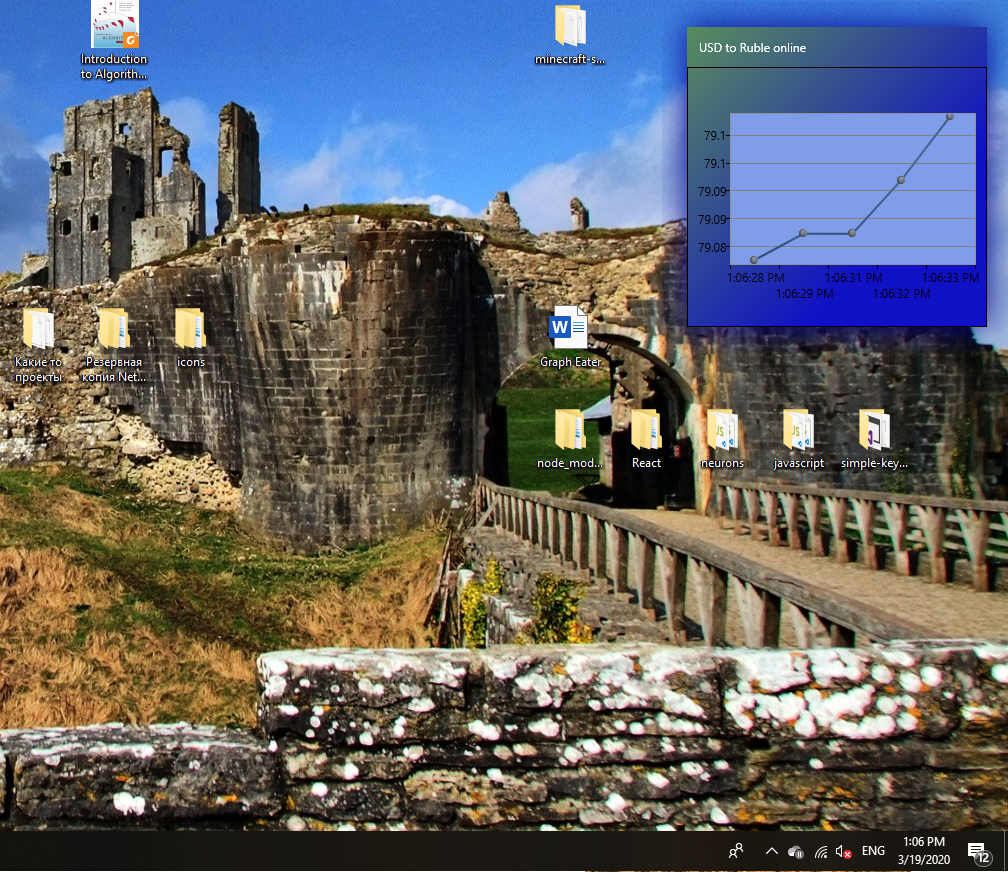 Introduction
to Algorith...
minecraft-s...
USD to Ruble online
79.1
79.1
79.09
79.09
79.08
1:06:28 PM
1:06:31 PM
1:06:33 PM
1:06:29 PM
1:06:32 PM
Какие то
проекты
Резервная
копия Net...
icons
W
Graph Eater
JS
JS
node_mod...
React
neurons
javascript
simple-key...
ENG
1:06 PM
3/19/2020
12